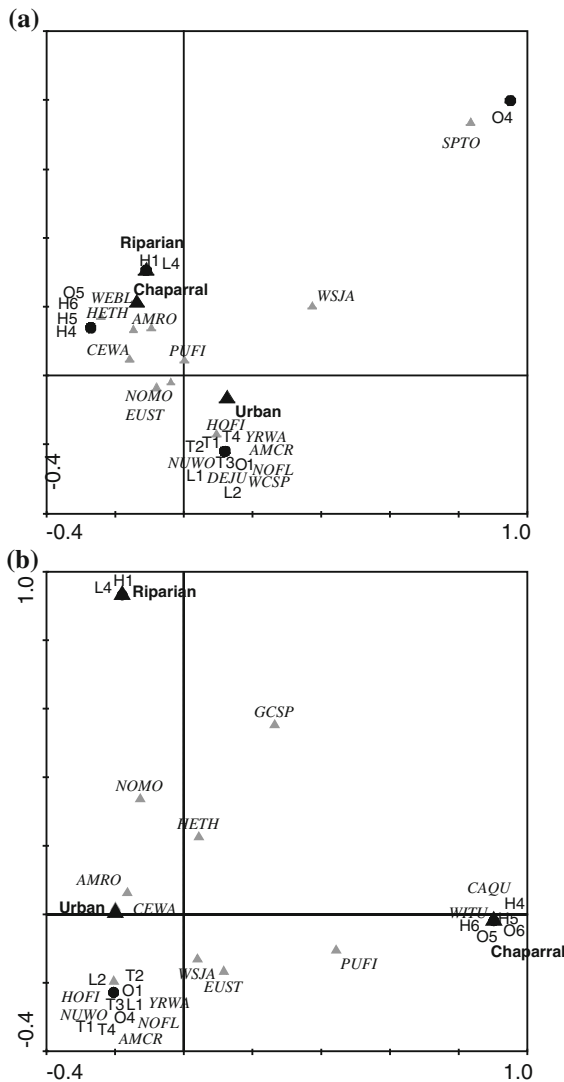 (a)
O4
SPTO
Riparian
H1 L4
Chaparral
O5 WEBL
H6 HETH AMRO
H5
H4
WSJA
CEWA PUFI
NOMO
EUST
Urban
HOFI
T2 T1 T4 YRWA
AMCR
NUWO T3 O1
NOFL
L1 DEJU WCSP
L2
-0.4
-0.4 1.0
(b)
1.0
L4 H1 Riparian
GCSP
NOMO
HETH
AMRO
Urban CEWA
CAQU
H4
WITU H5
H6 O6
O5
Chaparral
WSJA PUFI
EUST
L2 T2
HOFI O1
T3 L1 YRWA
NUWO O4 NOFL
T1 T4
AMCR
-0.4
-0.4 1.0